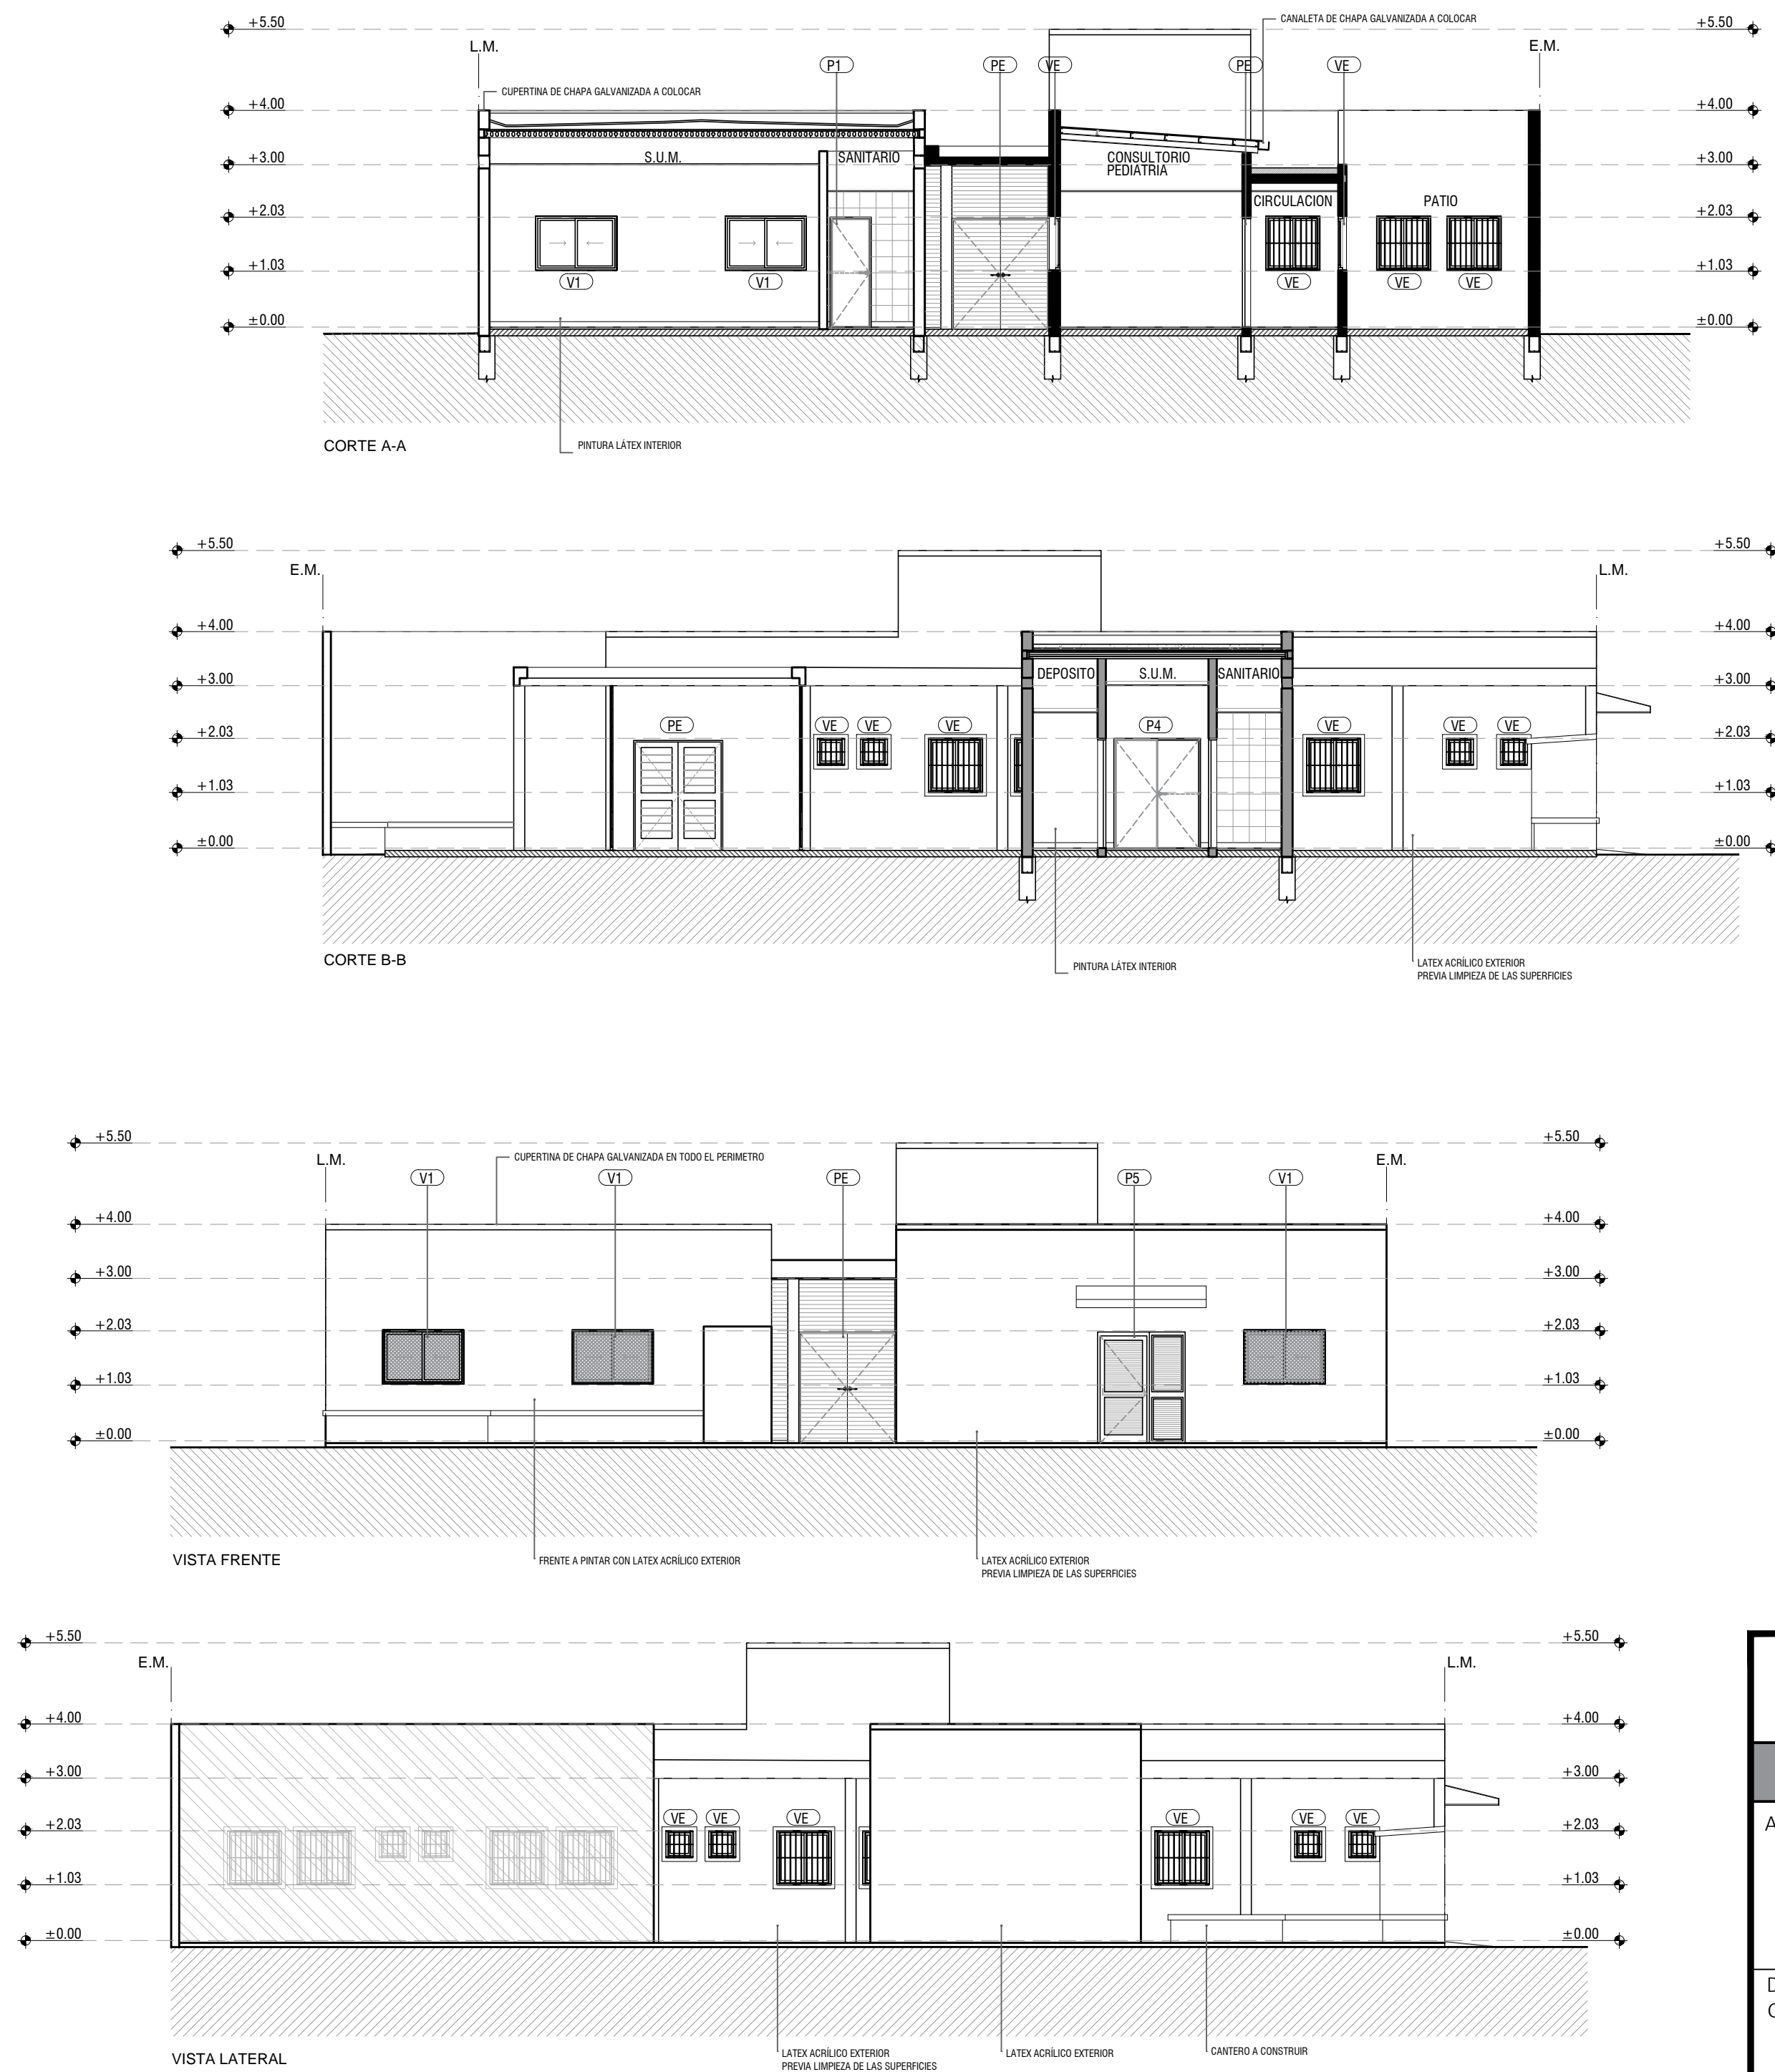 +5.50
CANALETA DE CHAPA GALVANIZADA A COLOCAR
+5.50
L.M.
E.M.
P1
PE
VE
PE
VE
CUPERTINA DE CHAPA GALVANIZADA A COLOCAR
+4.00
+4.00
S.U.M.
SANITARIO
CONSULTORIO
PEDIATRIA
+3.00
+3.00
CIRCULACION
PATIO
+2.03
+2.03
+1.03
+1.03
V1
V1
VE
VE
VE
±0.00
±0.00
CORTE A-A
PINTURA LÁTEX INTERIOR
+5.50
+5.50
E.M.
L.M.
+4.00
+4.00
DEPOSITO
S.U.M.
SANITARIO
+3.00
+3.00
PE
VE
VE
VE
P4
VE
VE
VE
+2.03
+2.03
+1.03
+1.03
±0.00
±0.00
CORTE B-B
PINTURA LÁTEX INTERIOR
LATEX ACRÍLICO EXTERIOR
PREVIA LIMPIEZA DE LAS SUPERFICIES
+5.50
+5.50
L.M.
CUPERTINA DE CHAPA GALVANIZADA EN TODO EL PERIMETRO
E.M.
V1
V1
PE
P5
V1
+4.00
+4.00
+3.00
+3.00
+2.03
+2.03
+1.03
+1.03
±0.00
±0.00
VISTA FRENTE
FRENTE A PINTAR CON LATEX ACRÍLICO EXTERIOR
LATEX ACRÍLICO EXTERIOR
PREVIA LIMPIEZA DE LAS SUPERFICIES
+5.50
+5.50
E.M.
L.M.
+4.00
+4.00
+3.00
+3.00
VE
VE
VE
VE
VE
VE
+2.03
+2.03
+1.03
+1.03
±0.00
±0.00
VISTA LATERAL
LATEX ACRÍLICO EXTERIOR
PREVIA LIMPIEZA DE LAS SUPERFICIES
LATEX ACRÍLICO EXTERIOR
CANTERO A CONSTRUIR